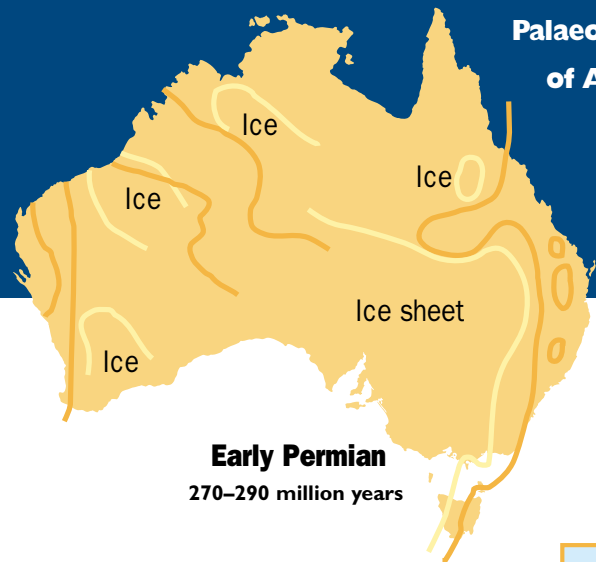 Palaeo
of A
Ice
Ice
Ice
Ice sheet
Ice
Early Permian
270–290 million years